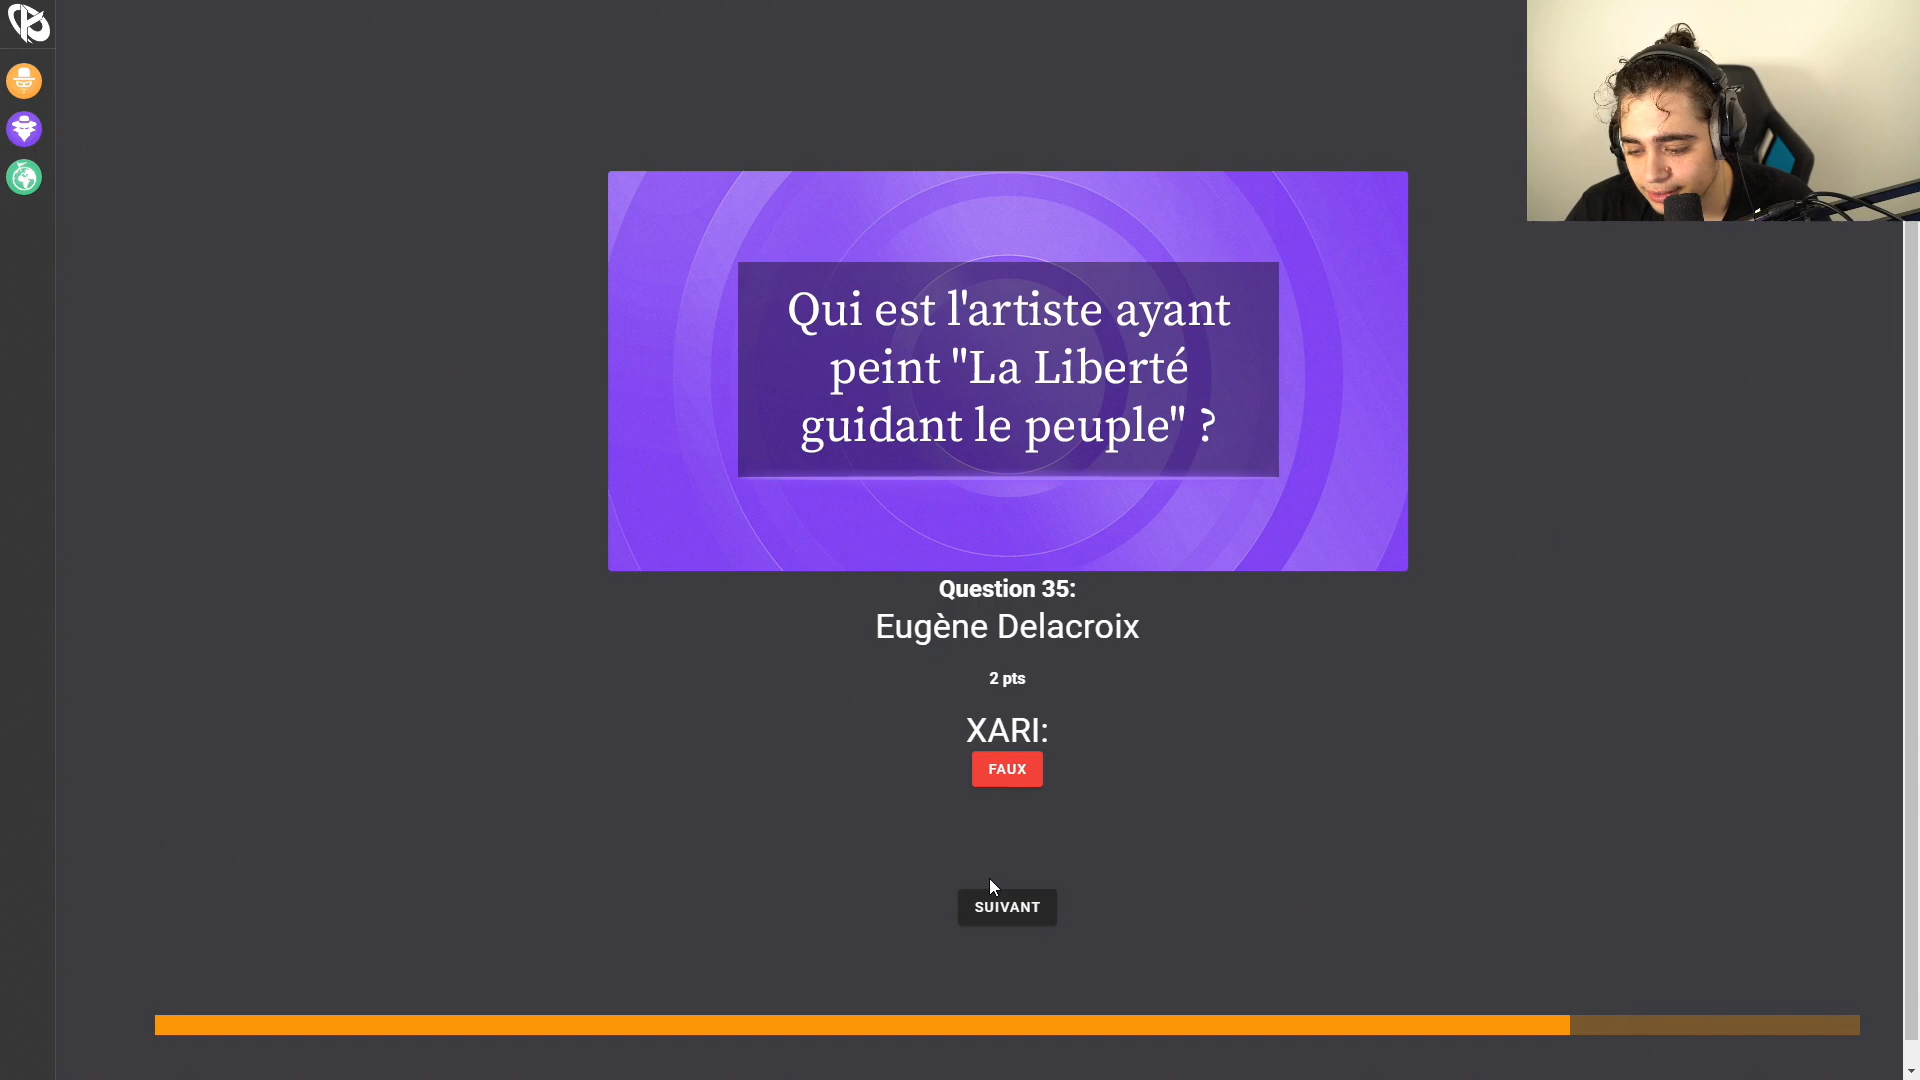 Qui est l'artiste ayant
peint "La Liberté
guidant le peuple" ?
Question 35:
Eugène Delacroix
2 pts
XARI:
FAUX
SUIVANT